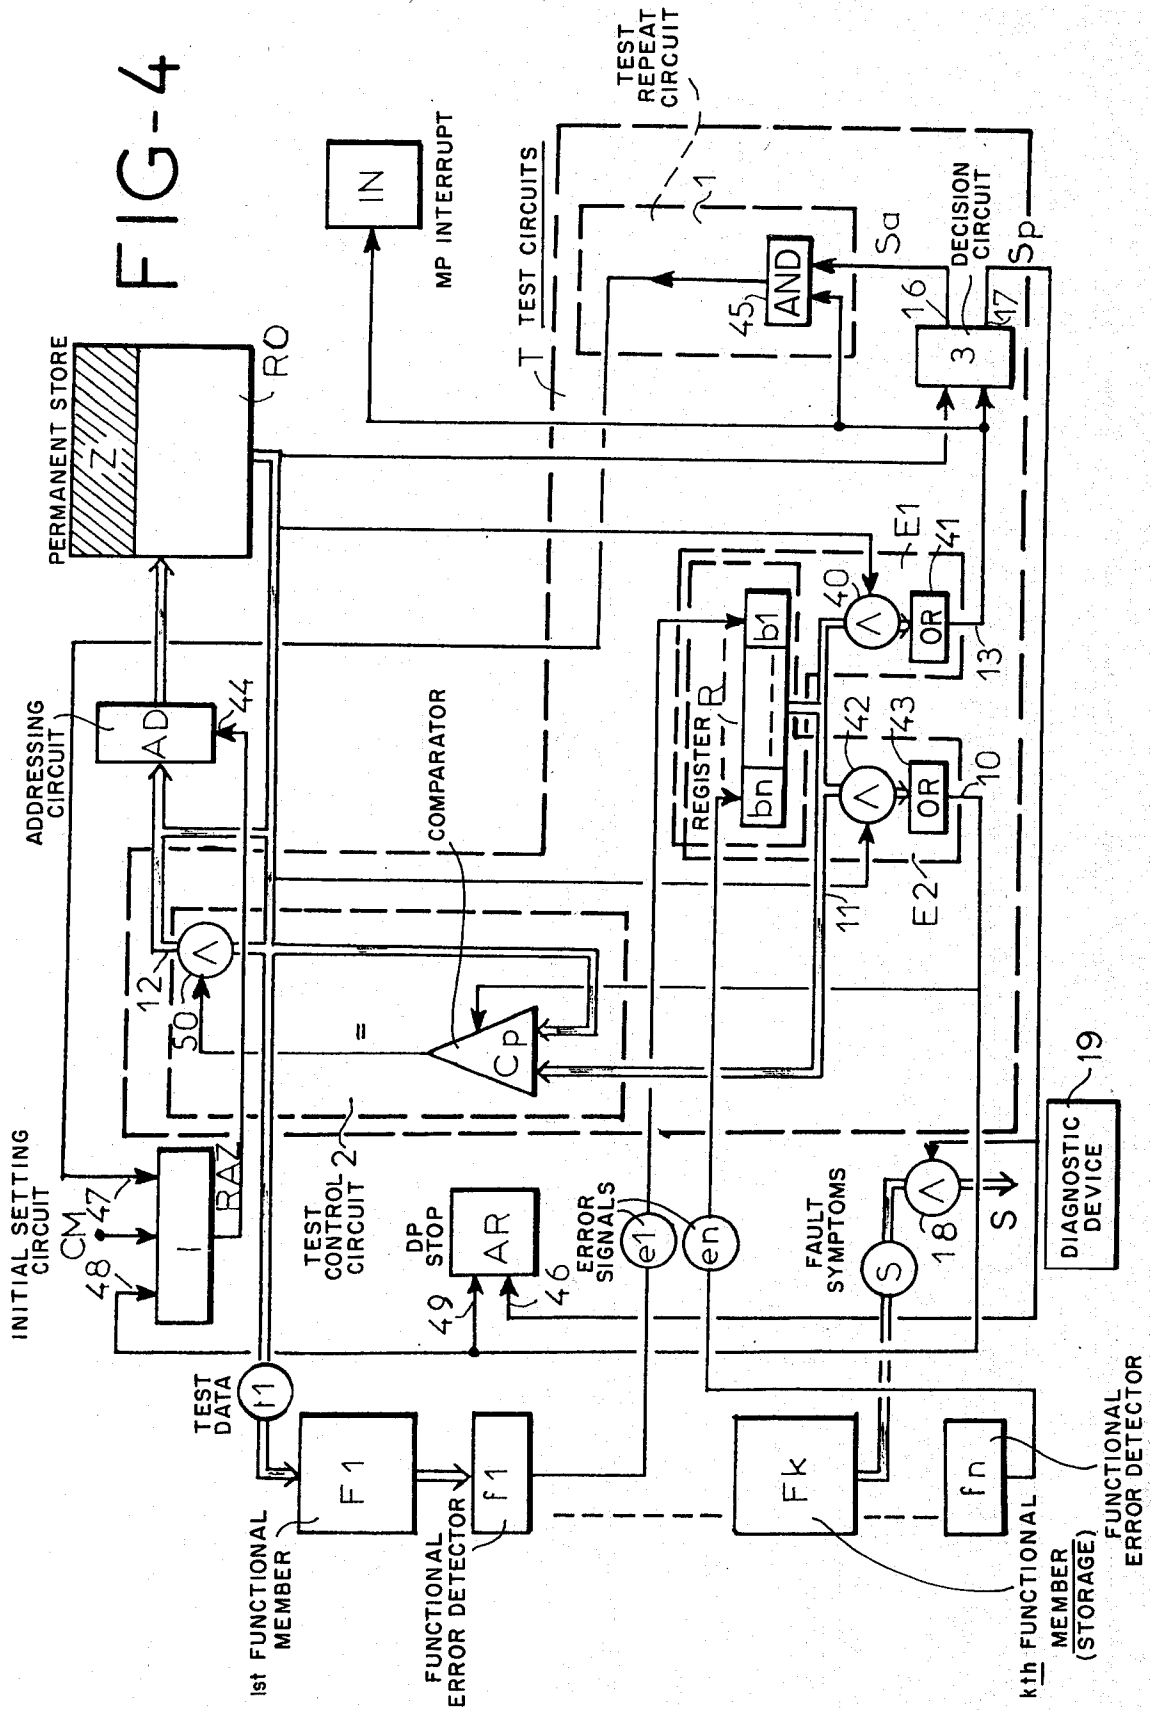 FIG-4
PERMANENT STORE
Z
RO
IN
MP INTERRUPT
TEST
REPEAT
CIRCUIT
TEST CIRCUITS
T
1
AND
45
Sa
DECISION
CIRCUIT
Sp
16
17
3
ADDRESSING
CIRCUIT
AD
44
COMPARATOR
Cp
=
REGISTER R
bn
b1
E1
40
Λ
OR
41
13
42
Λ
OR
43
10
11
E2
12
50
Λ
INITIAL SETTING
CIRCUIT
CM
47
48
I
RAZ
TEST
CONTROL
CIRCUIT 2
DP
STOP
AR
49
46
ERROR
SIGNALS
e1
en
FAULT
SYMPTOMS
S
Λ
18
S
DIAGNOSTIC
DEVICE
19
TEST
DATA
t1
1st FUNCTIONAL
MEMBER
F1
FUNCTIONAL
ERROR DETECTOR
f1
Fk
fn
kth FUNCTIONAL
MEMBER
(STORAGE)
FUNCTIONAL
ERROR DETECTOR